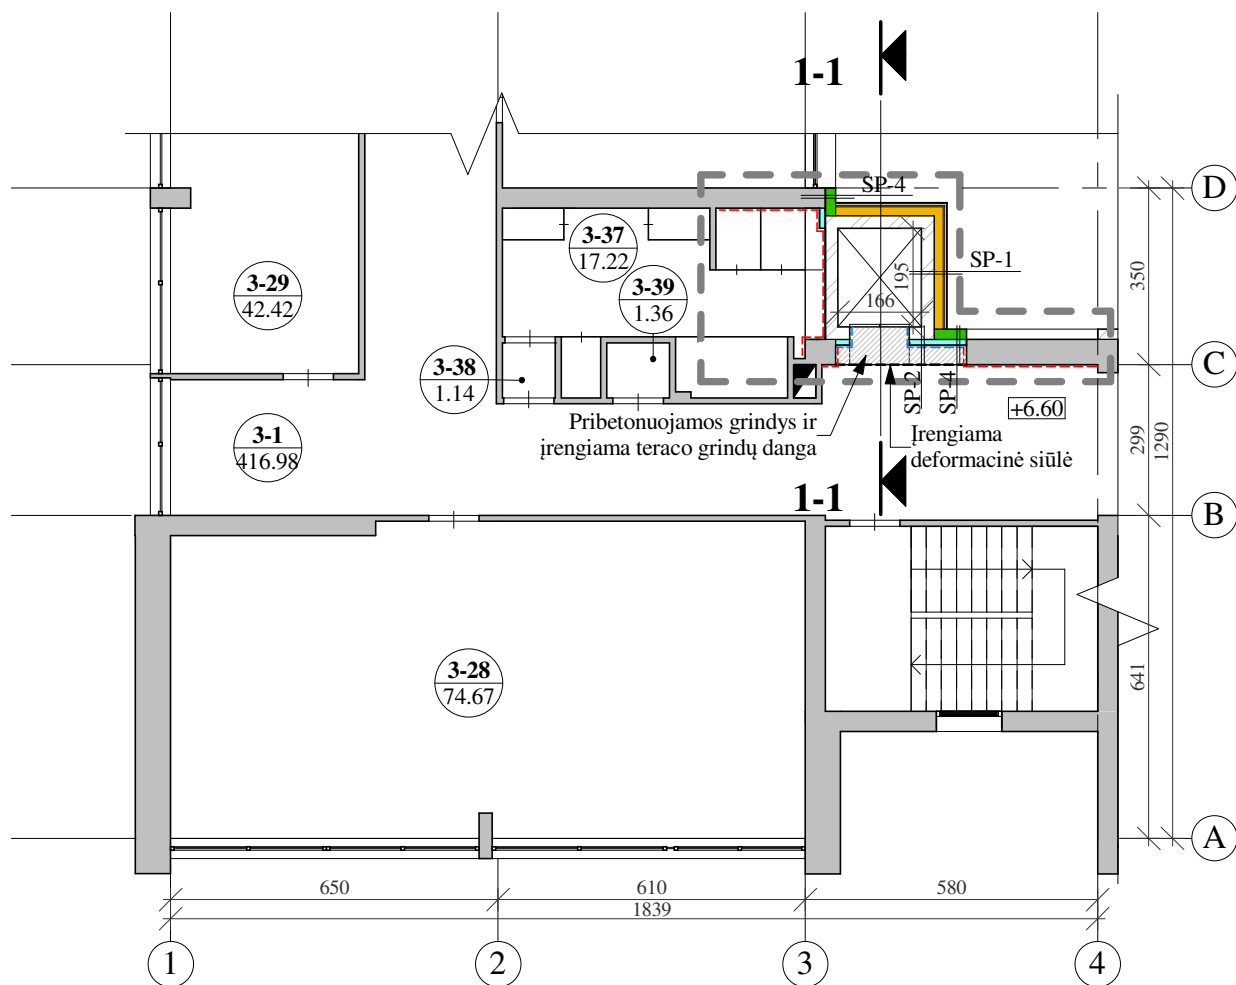 1-1
SP-4
D
3-37
17.22
3-29
42.42
3-39
1.36
195
166
SP-1
350
3-38
1.14
SP-2
SP-4
C
+6.60
Pribetonuojamos grindys ir
įrengiama teraco grindų danga
Įrengiama
deformacinė siūlė
3-1
416.98
299
1290
1-1
B
3-28
74.67
641
A
650
610
580
1839
1
2
3
4